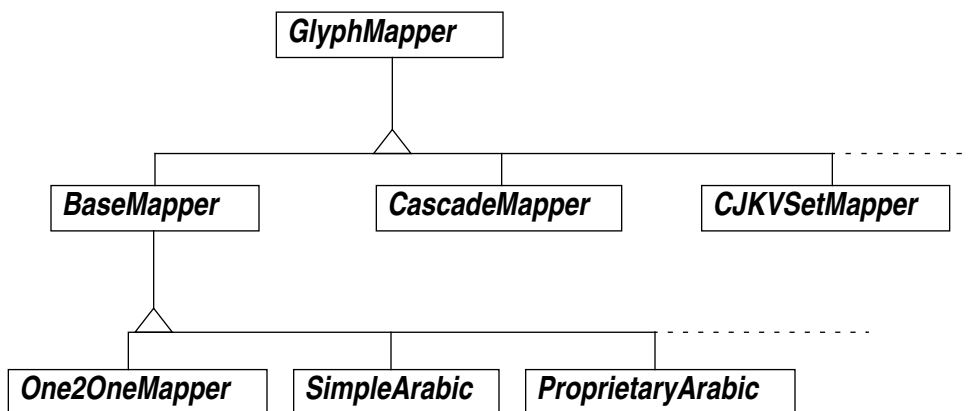 GlyphMapper
BaseMapper
CascadeMapper
CJKVSetMapper
One2OneMapper
SimpleArabic
ProprietaryArabic